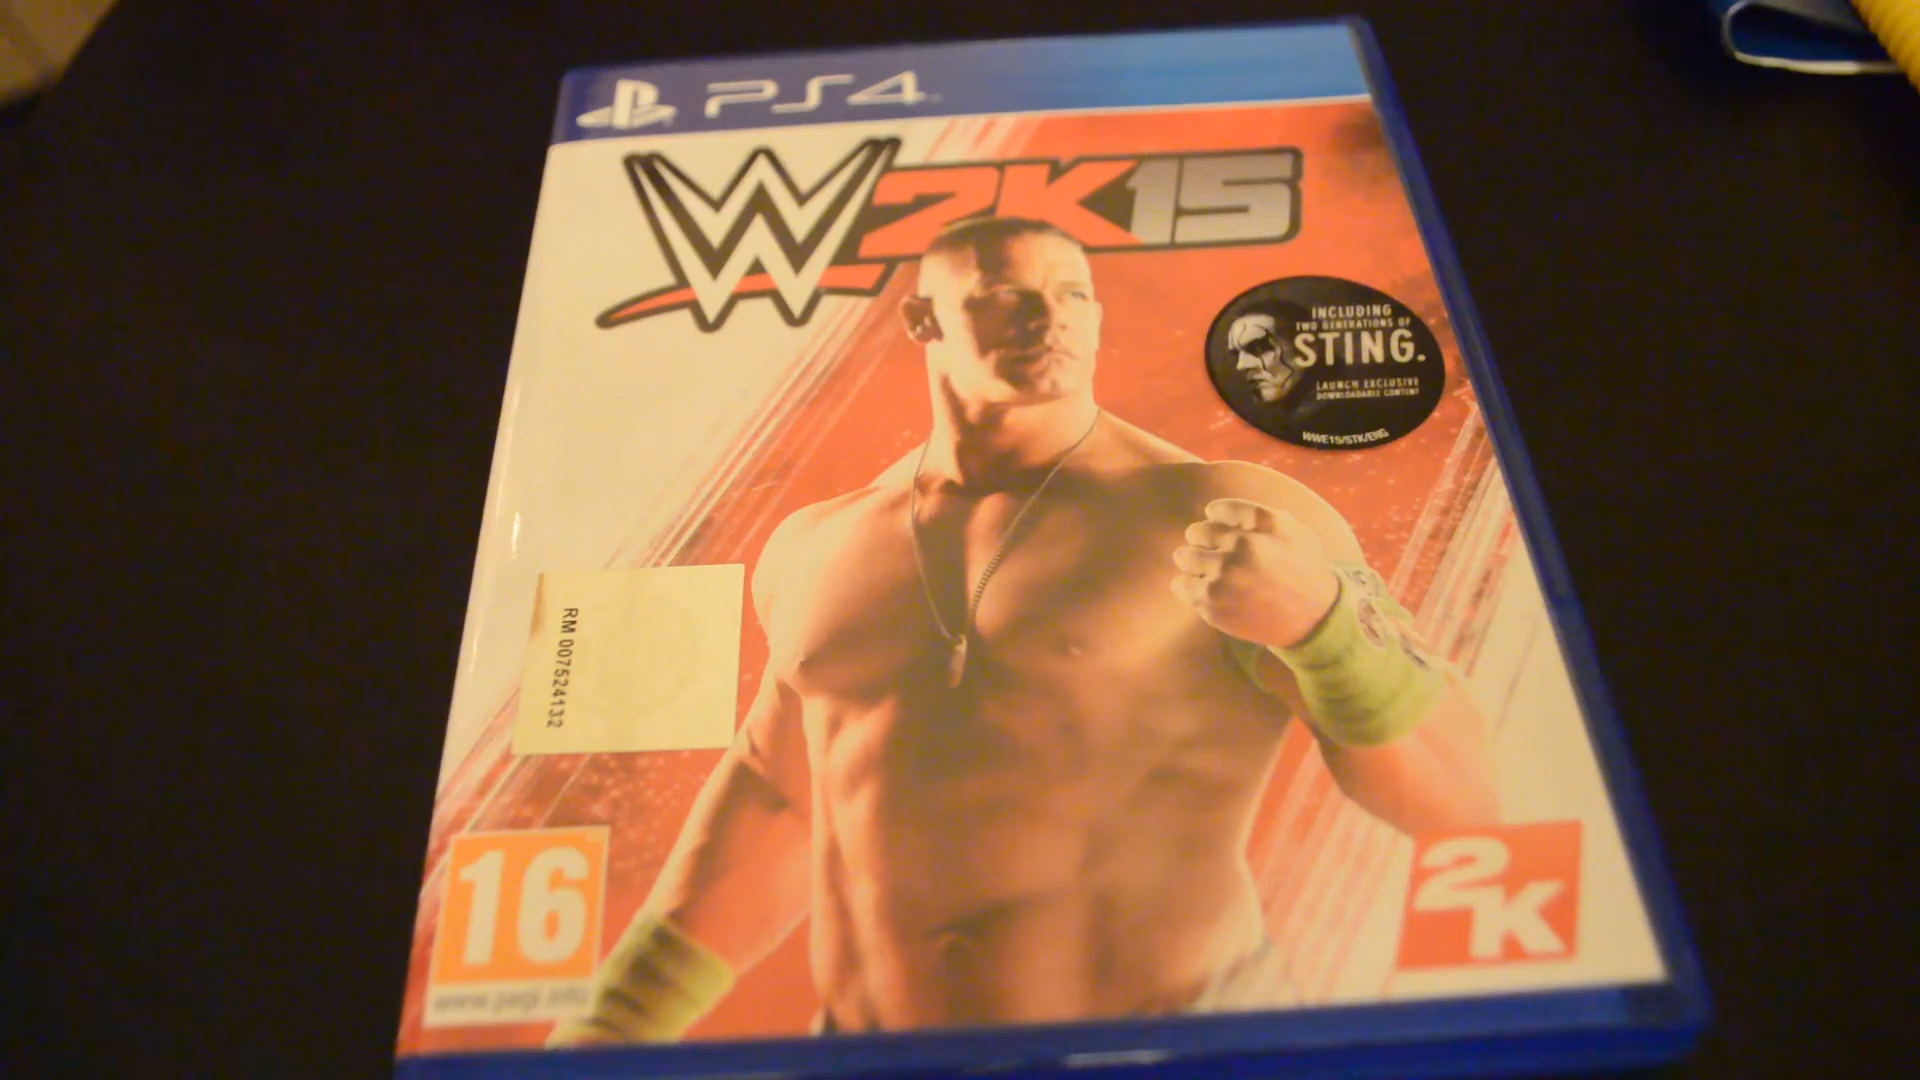 PS4
W2K15
INCLUDING
TWO GENERATIONS OF
STING.
LAUNCH EXCLUSIVE
DOWNLOADABLE CONTENT
WWE15/STK/ENG
RM 007524132
16
www.pegi.info
2K